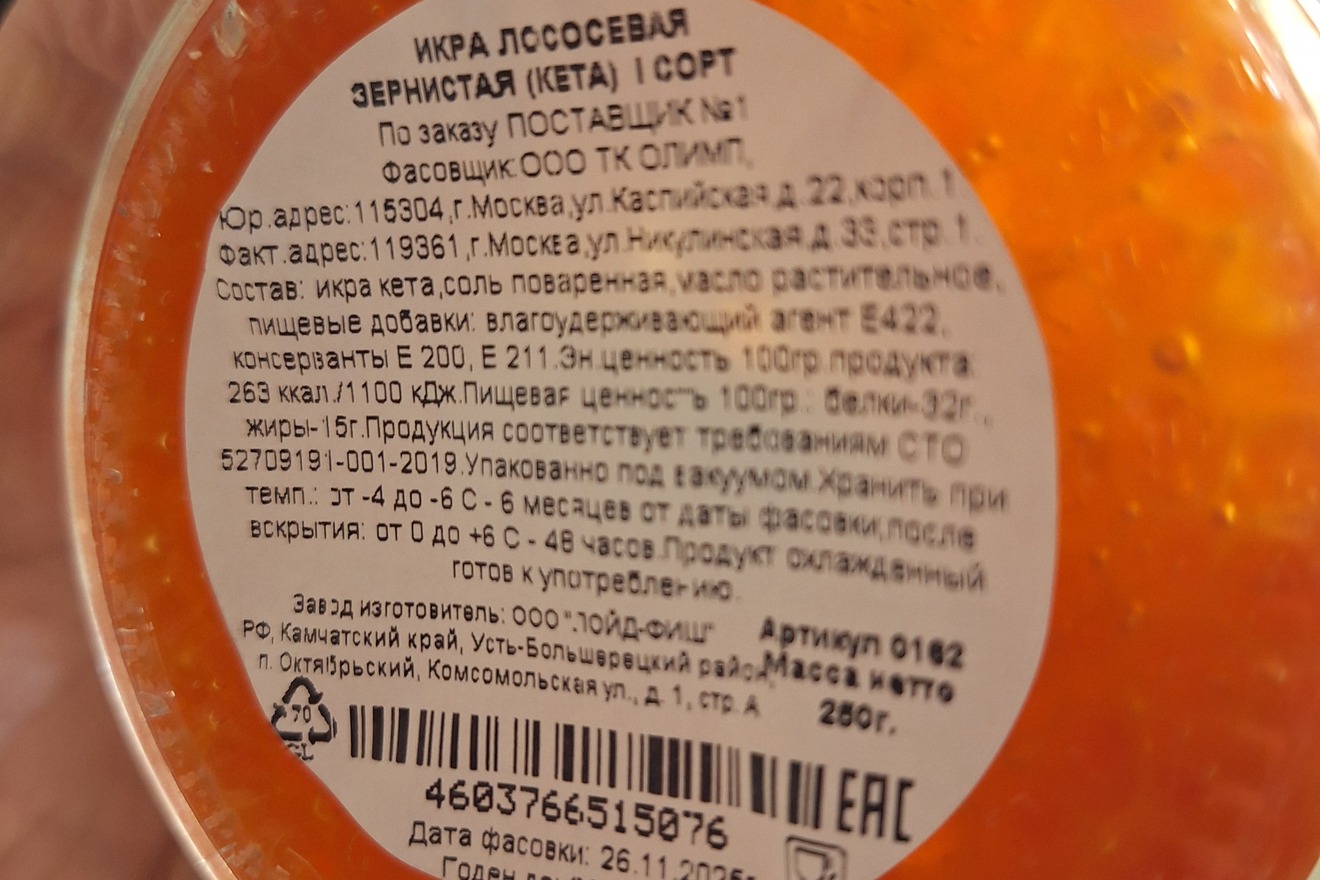 ИКРА ЛОСОСЕВАЯ
ЗЕРНИСТАЯ (КЕТА) I СОРТ
По заказу ПОСТАВЩИК №1
Фасовщик:ООО ТК ОЛИМП,
Юр.адрес:115304,г.Москва,ул.Каспийская,д.22,корп.1.
Факт.адрес:119361,г.Москва,ул.Никулинская,д.33,стр.1.
Состав: икра кета,соль поваренная,масло растительное,
пищевые добавки: влагоудерживающий агент Е422,
консерванты Е 200, Е 211.Эн.ценность 100гр.продукта:
263 ккал./1100 кДж.Пищевая ценность 100гр.: белки-32г.,
жиры-15г.Продукция соответствует требованиям СТО
52709191-001-2019.Упакованно под вакуумом.Хранить при
темп.: от -4 до -6 С - 6 месяцев от даты фасовки,после
вскрытия: от 0 до +6 С - 48 часов.Продукт охлажденный
готов к употреблению.
Завод изготовитель: ООО "ЛОЙД-ФИШ"
РФ, Камчатский край, Усть-Большерецкий район,
п. Октябрьский, Комсомольская ул., д. 1, стр. А
Артикул 0162
Масса нетто
250г.
70
GL
EAC
4603766515076
Дата фасовки: 26.11.2025г.
Годен до: